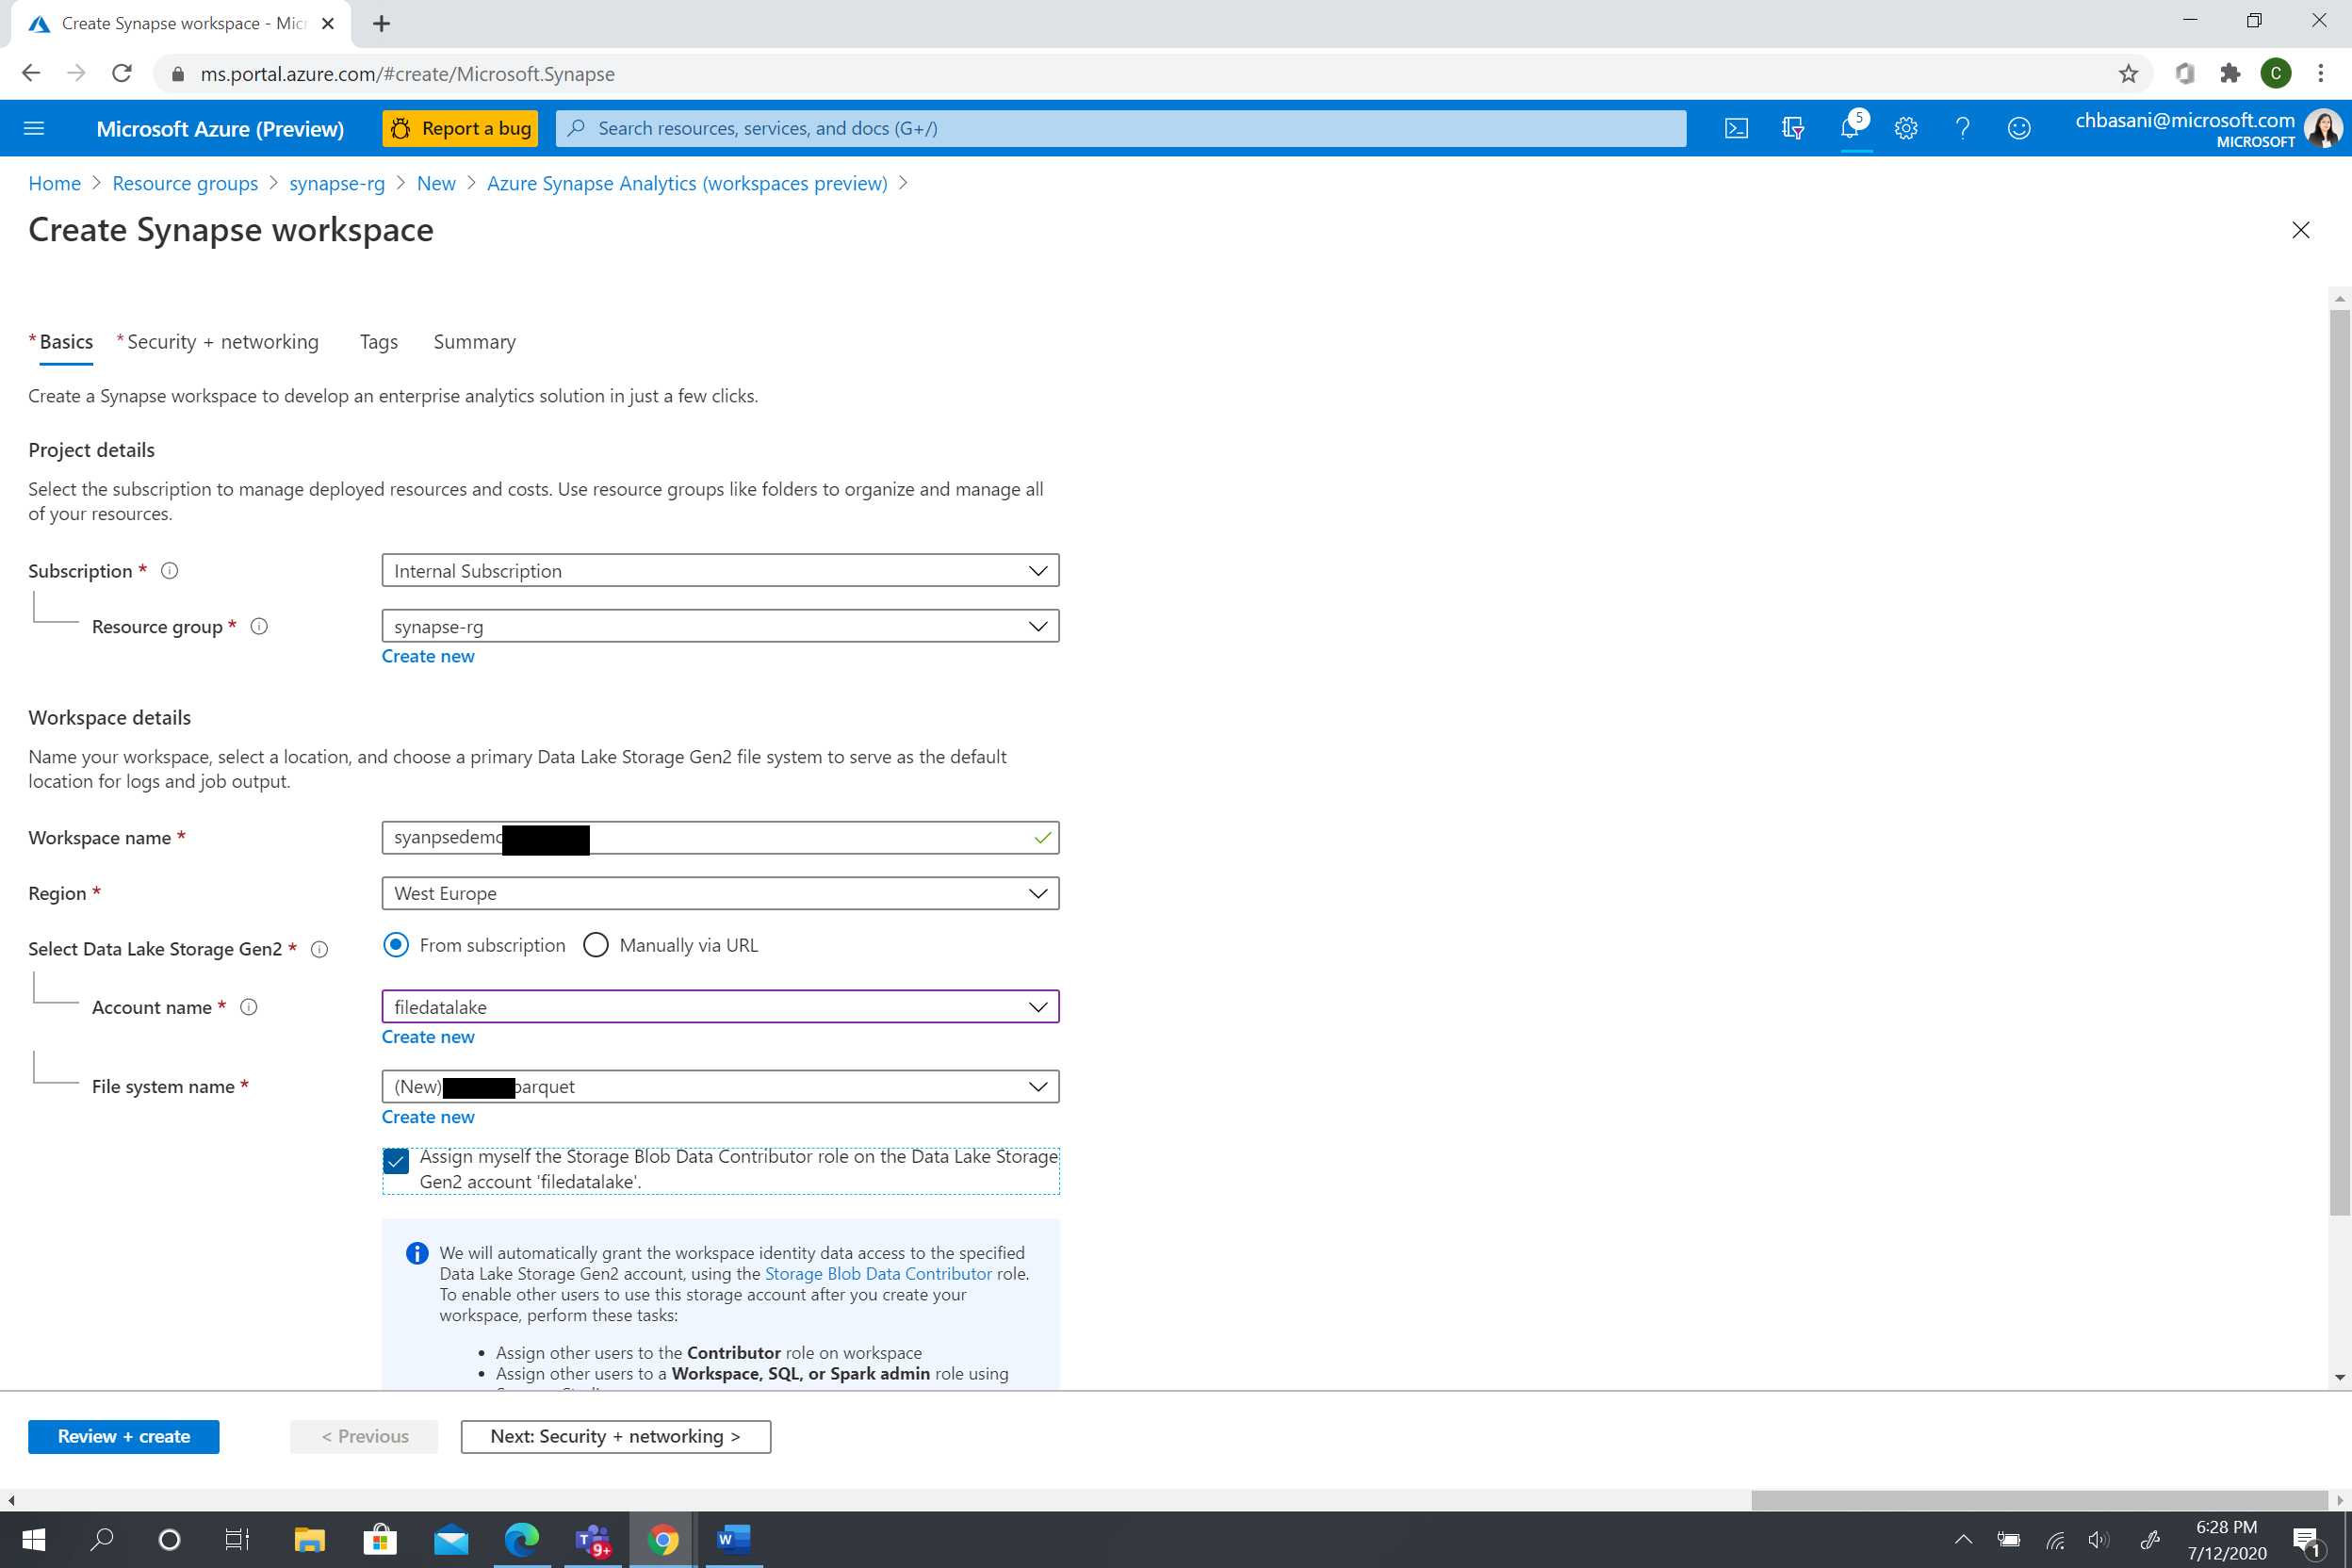 Create Synapse workspace - Micr
ms.portal.azure.com/#create/Microsoft.Synapse
C
Microsoft Azure (Preview)
Report a bug
Search resources, services, and docs (G+/)
5
chbasani@microsoft.com
MICROSOFT
Home > Resource groups > synapse-rg > New > Azure Synapse Analytics (workspaces preview) >
Create Synapse workspace
* Basics * Security + networking Tags Summary
Create a Synapse workspace to develop an enterprise analytics solution in just a few clicks.
Project details
Select the subscription to manage deployed resources and costs. Use resource groups like folders to organize and manage all
of your resources.
Subscription *
Internal Subscription
Resource group *
synapse-rg
Create new
Workspace details
Name your workspace, select a location, and choose a primary Data Lake Storage Gen2 file system to serve as the default
location for logs and job output.
Workspace name *
syanpsedemo
Region *
West Europe
Select Data Lake Storage Gen2 *
From subscription Manually via URL
Account name *
filedatalake
Create new
File system name *
(New) parquet
Create new
Assign myself the Storage Blob Data Contributor role on the Data Lake Storage
Gen2 account 'filedatalake'.
We will automatically grant the workspace identity data access to the specified
Data Lake Storage Gen2 account, using the Storage Blob Data Contributor role.
To enable other users to use this storage account after you create your
workspace, perform these tasks:
• Assign other users to the Contributor role on workspace
• Assign other users to a Workspace, SQL, or Spark admin role using
Review + create
< Previous
Next: Security + networking >
T
9+
W
6:28 PM
7/12/2020
1